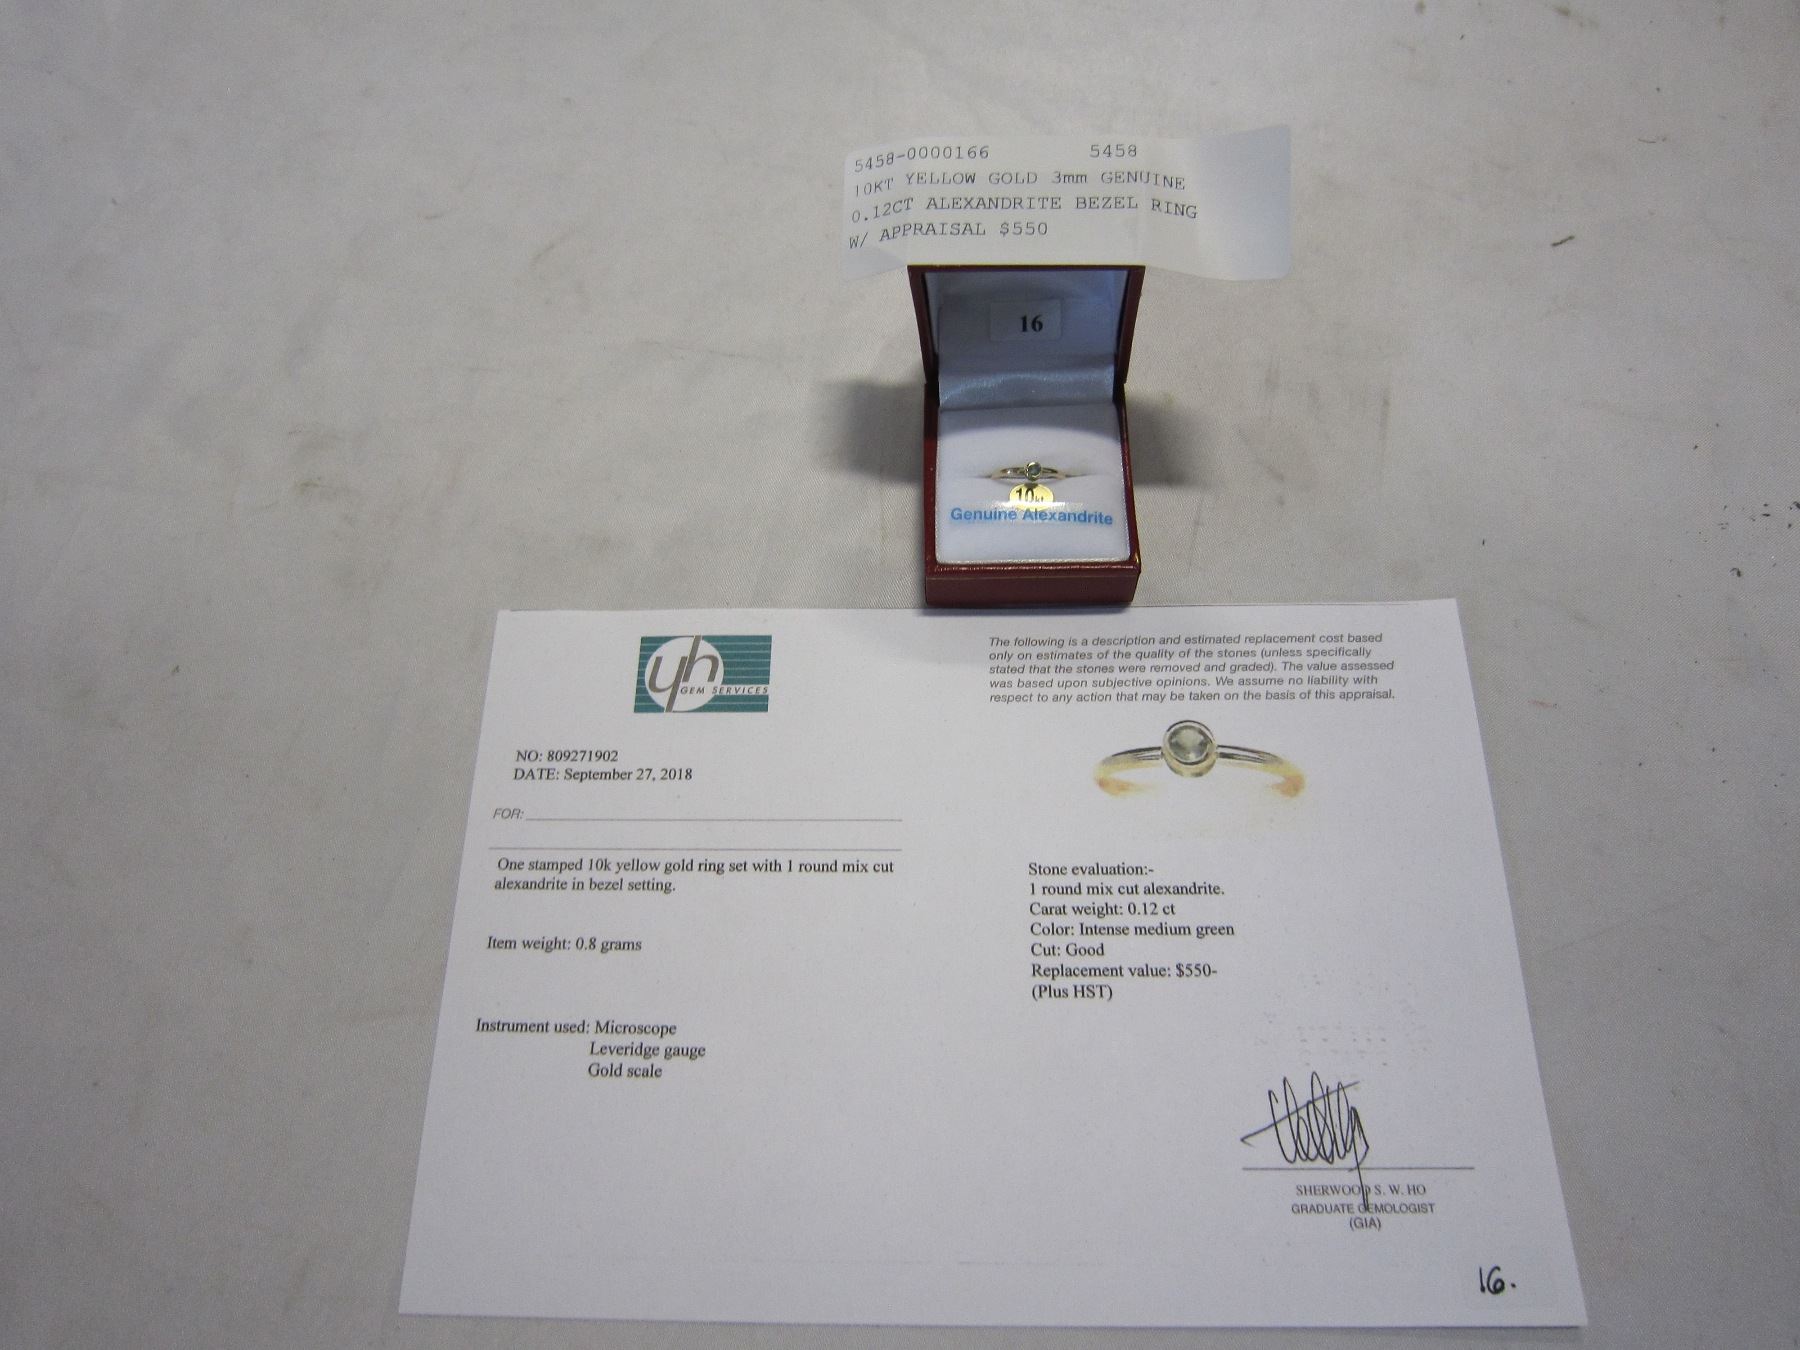 5458-0000166 5458
10KT YELLOW GOLD 3mm GENUINE
0.12CT ALEXANDRITE BEZEL RING
W/ APPRAISAL $550
16
10kt
Genuine Alexandrite
yh
GEM SERVICES
NO: 809271902
DATE: September 27, 2018
FOR:
One stamped 10k yellow gold ring set with 1 round mix cut
alexandrite in bezel setting.
Item weight: 0.8 grams
Instrument used: Microscope
Leveridge gauge
Gold scale
The following is a description and estimated replacement cost based
only on estimates of the quality of the stones (unless specifically
stated that the stones were removed and graded). The value assessed
was based upon subjective opinions. We assume no liability with
respect to any action that may be taken on the basis of this appraisal.
Stone evaluation:-
1 round mix cut alexandrite.
Carat weight: 0.12 ct
Color: Intense medium green
Cut: Good
Replacement value: $550-
(Plus HST)
SHERWOOD S. W. HO
GRADUATE GEMOLOGIST
(GIA)
16.